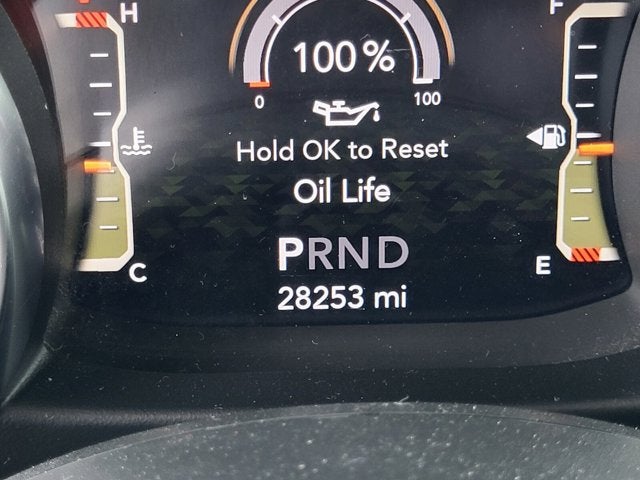 H
F
100%
0
100
Hold OK to Reset
Oil Life
PRND
C
E
28253 mi